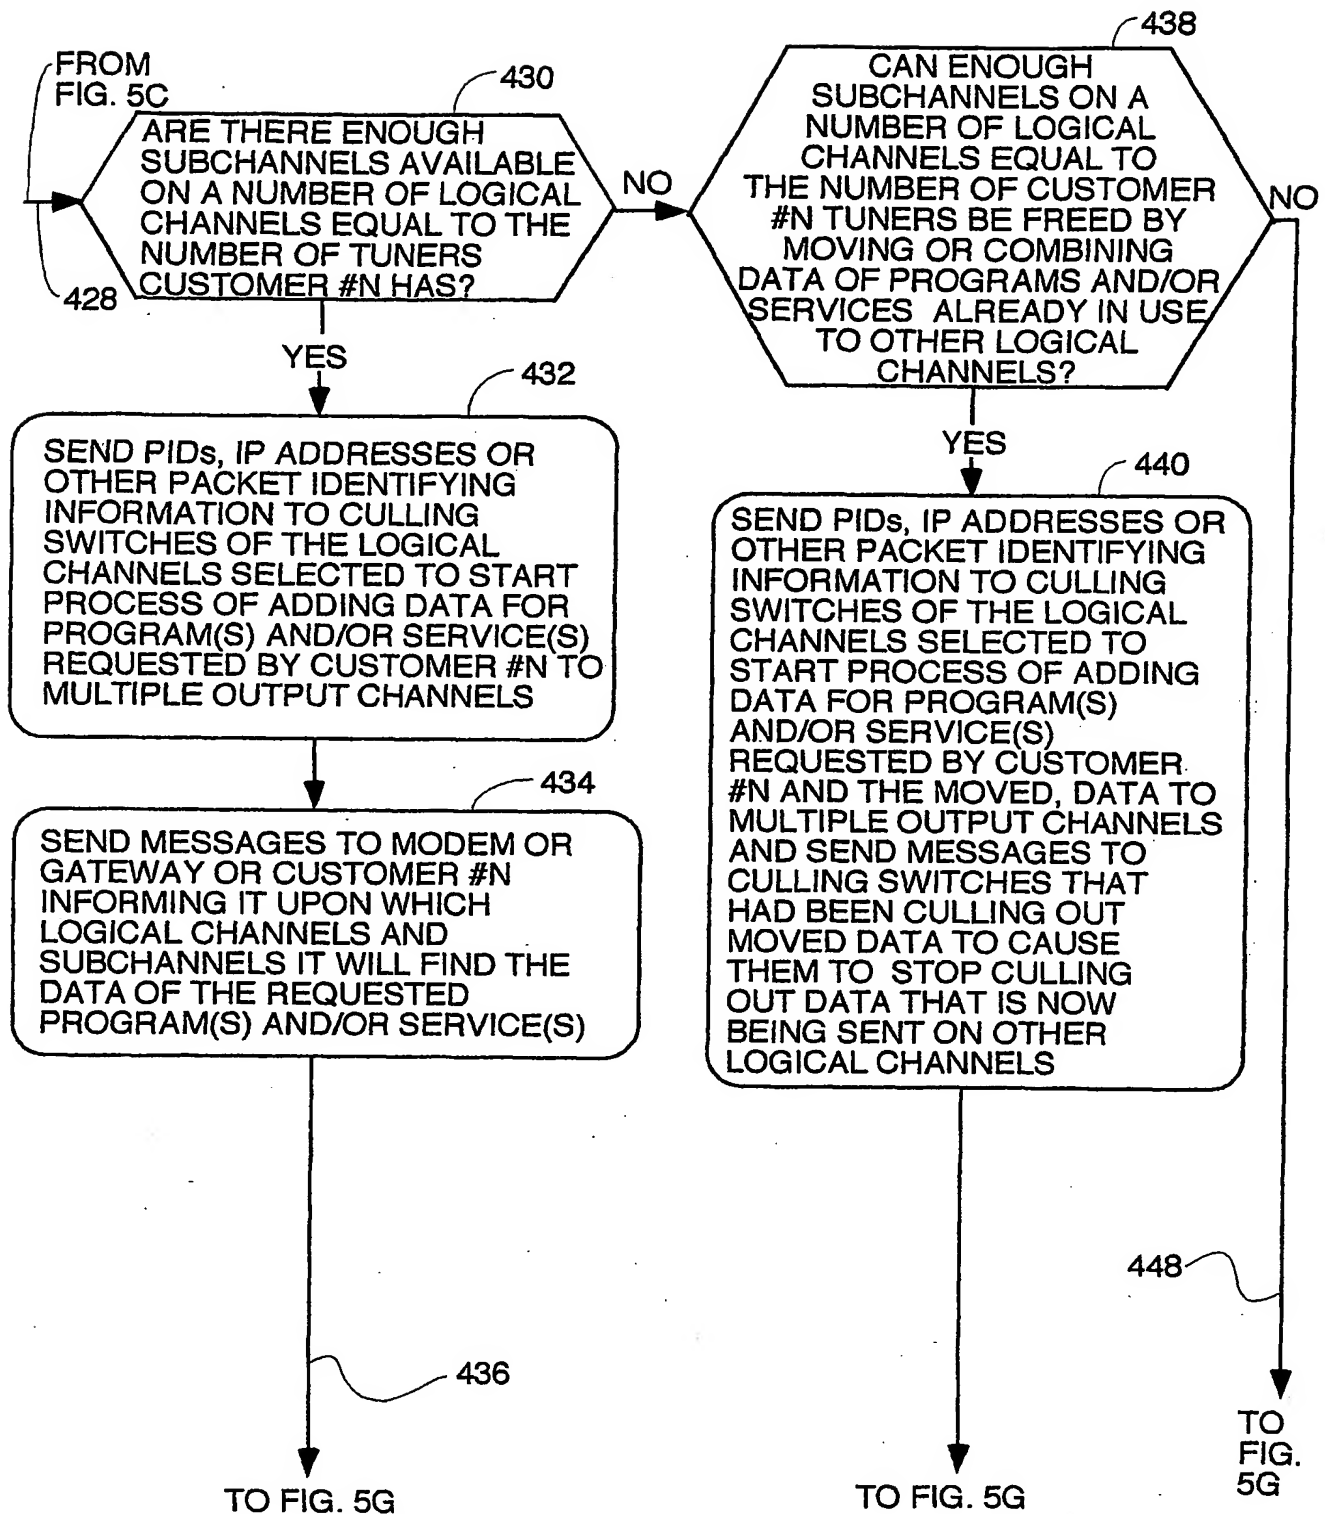 FROM
FIG. 5C
430
ARE THERE ENOUGH
SUBCHANNELS AVAILABLE
ON A NUMBER OF LOGICAL
CHANNELS EQUAL TO THE
NUMBER OF TUNERS
CUSTOMER #N HAS?
428
NO
YES
438
CAN ENOUGH
SUBCHANNELS ON A
NUMBER OF LOGICAL
CHANNELS EQUAL TO
THE NUMBER OF CUSTOMER
#N TUNERS BE FREED BY
MOVING OR COMBINING
DATA OF PROGRAMS AND/OR
SERVICES ALREADY IN USE
TO OTHER LOGICAL
CHANNELS?
NO
YES
432
SEND PIDs, IP ADDRESSES OR
OTHER PACKET IDENTIFYING
INFORMATION TO CULLING
SWITCHES OF THE LOGICAL
CHANNELS SELECTED TO START
PROCESS OF ADDING DATA FOR
PROGRAM(S) AND/OR SERVICE(S)
REQUESTED BY CUSTOMER #N TO
MULTIPLE OUTPUT CHANNELS
434
SEND MESSAGES TO MODEM OR
GATEWAY OR CUSTOMER #N
INFORMING IT UPON WHICH
LOGICAL CHANNELS AND
SUBCHANNELS IT WILL FIND THE
DATA OF THE REQUESTED
PROGRAM(S) AND/OR SERVICE(S)
436
TO FIG. 5G
440
SEND PIDs, IP ADDRESSES OR
OTHER PACKET IDENTIFYING
INFORMATION TO CULLING
SWITCHES OF THE LOGICAL
CHANNELS SELECTED TO
START PROCESS OF ADDING
DATA FOR PROGRAM(S)
AND/OR SERVICE(S)
REQUESTED BY CUSTOMER
#N AND THE MOVED, DATA TO
MULTIPLE OUTPUT CHANNELS
AND SEND MESSAGES TO
CULLING SWITCHES THAT
HAD BEEN CULLING OUT
MOVED DATA TO CAUSE
THEM TO STOP CULLING
OUT DATA THAT IS NOW
BEING SENT ON OTHER
LOGICAL CHANNELS
TO FIG. 5G
448
TO
FIG.
5G